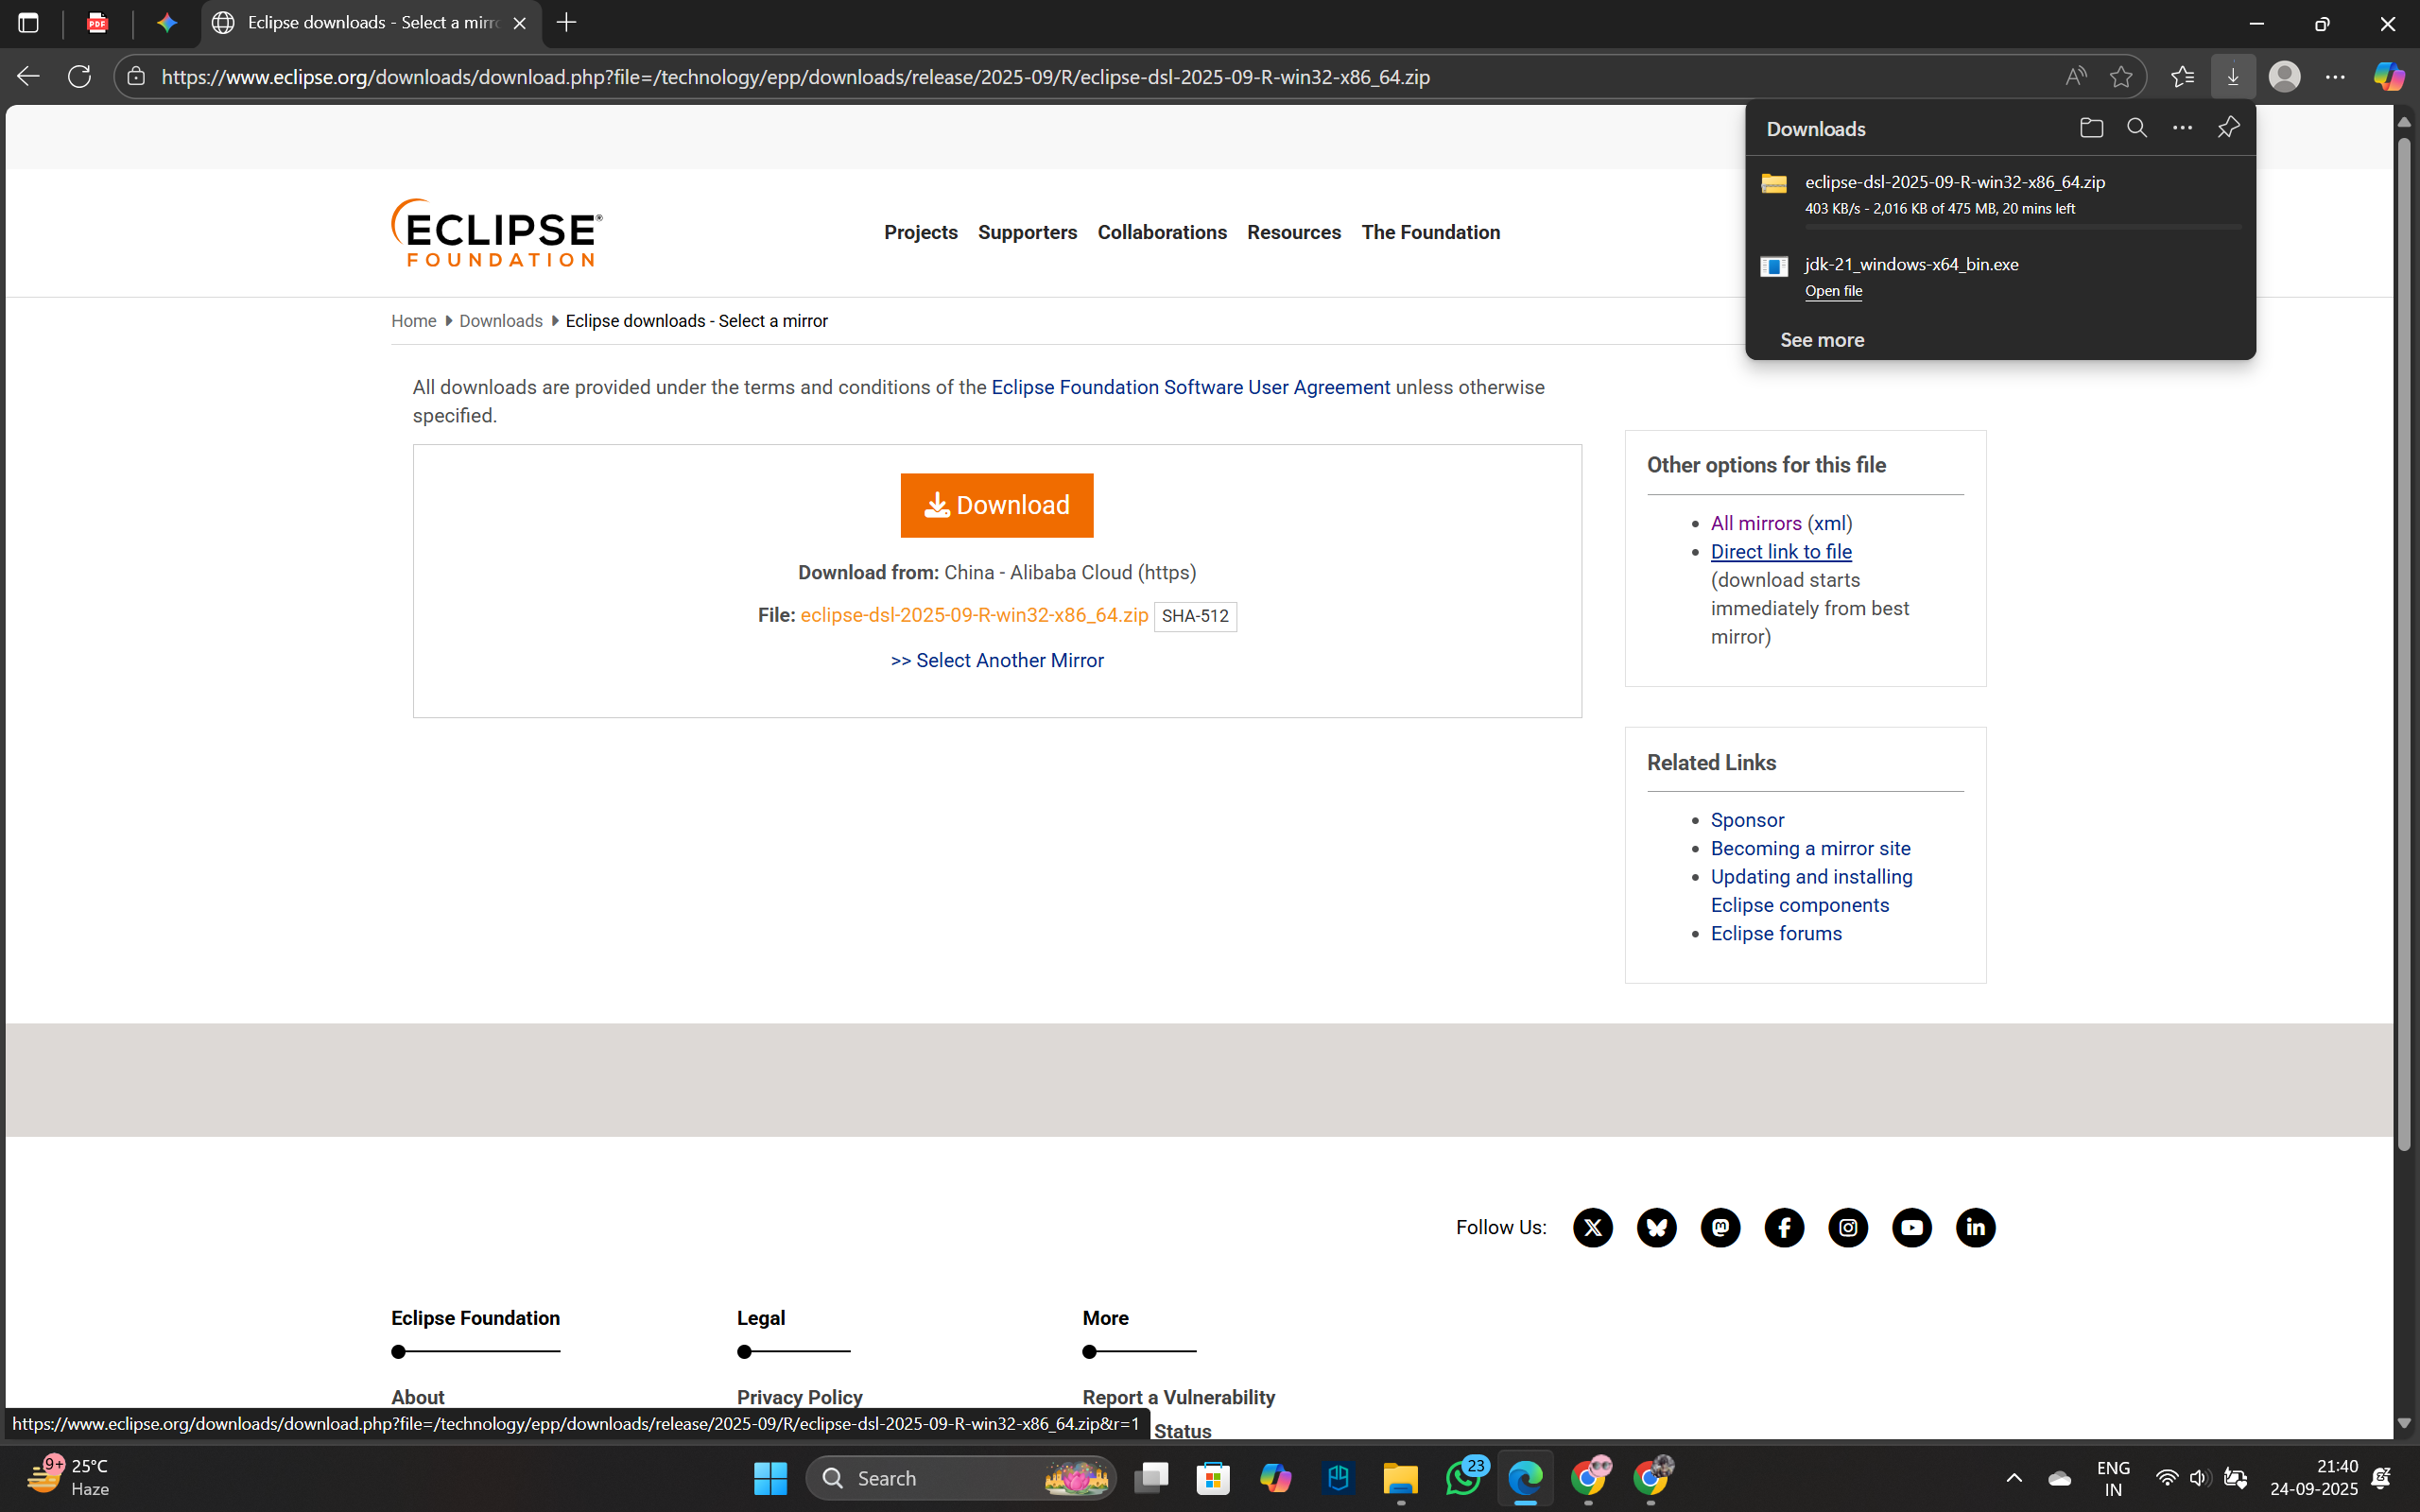 Eclipse downloads - Select a mirr
https://www.eclipse.org/downloads/download.php?file=/technology/epp/downloads/release/2025-09/R/eclipse-dsl-2025-09-R-win32-x86_64.zip
Downloads
eclipse-dsl-2025-09-R-win32-x86_64.zip
403 KB/s - 2,016 KB of 475 MB, 20 mins left
jdk-21_windows-x64_bin.exe
Open file
See more
ECLIPSE®
FOUNDATION
Projects Supporters Collaborations Resources The Foundation
Home Downloads Eclipse downloads - Select a mirror
All downloads are provided under the terms and conditions of the Eclipse Foundation Software User Agreement unless otherwise
specified.
Download
Download from: China - Alibaba Cloud (https)
File: eclipse-dsl-2025-09-R-win32-x86_64.zip SHA-512
>> Select Another Mirror
Other options for this file
All mirrors (xml)
Direct link to file
(download starts
immediately from best
mirror)
Related Links
Sponsor
Becoming a mirror site
Updating and installing
Eclipse components
Eclipse forums
Follow Us:
Eclipse Foundation
About
Legal
Privacy Policy
More
Report a Vulnerability
Status
https://www.eclipse.org/downloads/download.php?file=/technology/epp/downloads/release/2025-09/R/eclipse-dsl-2025-09-R-win32-x86_64.zip&r=1
9+
25°C
Haze
Search
23
ENG
IN
21:40
24-09-2025
PDF